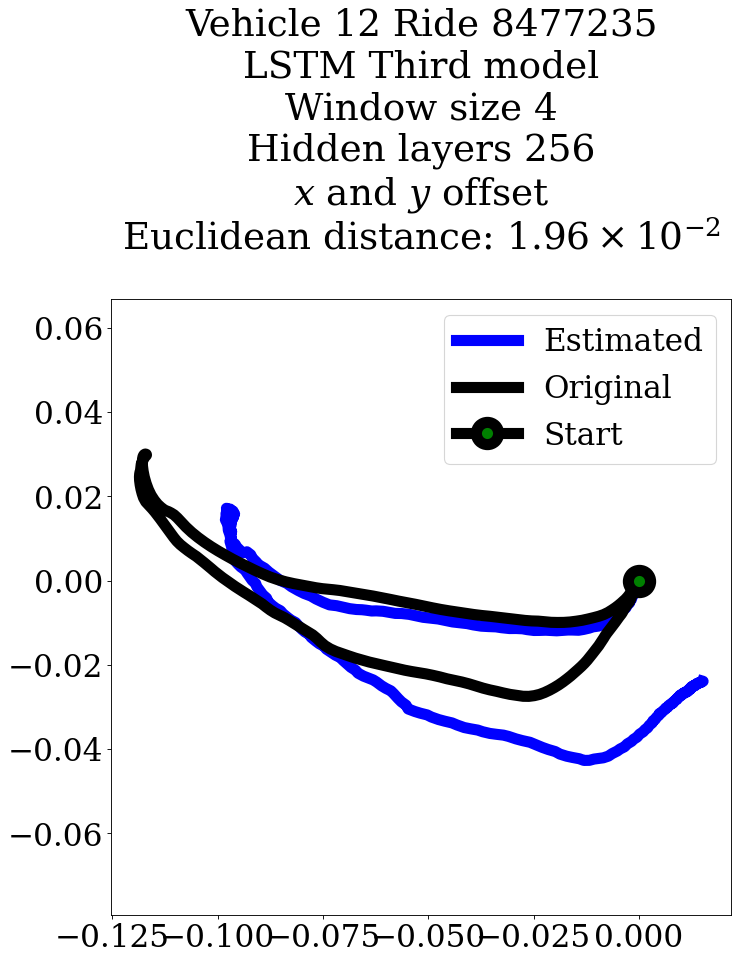 Vehicle 12 Ride 8477235
LSTM Third model
Window size 4
Hidden layers 256
x and y offset
Euclidean distance: 1.96 × 10⁻²
Estimated
Original
Start
0.06
0.04
0.02
0.00
−0.02
−0.04
−0.06
−0.125 −0.100 −0.075 −0.050 −0.025 0.000